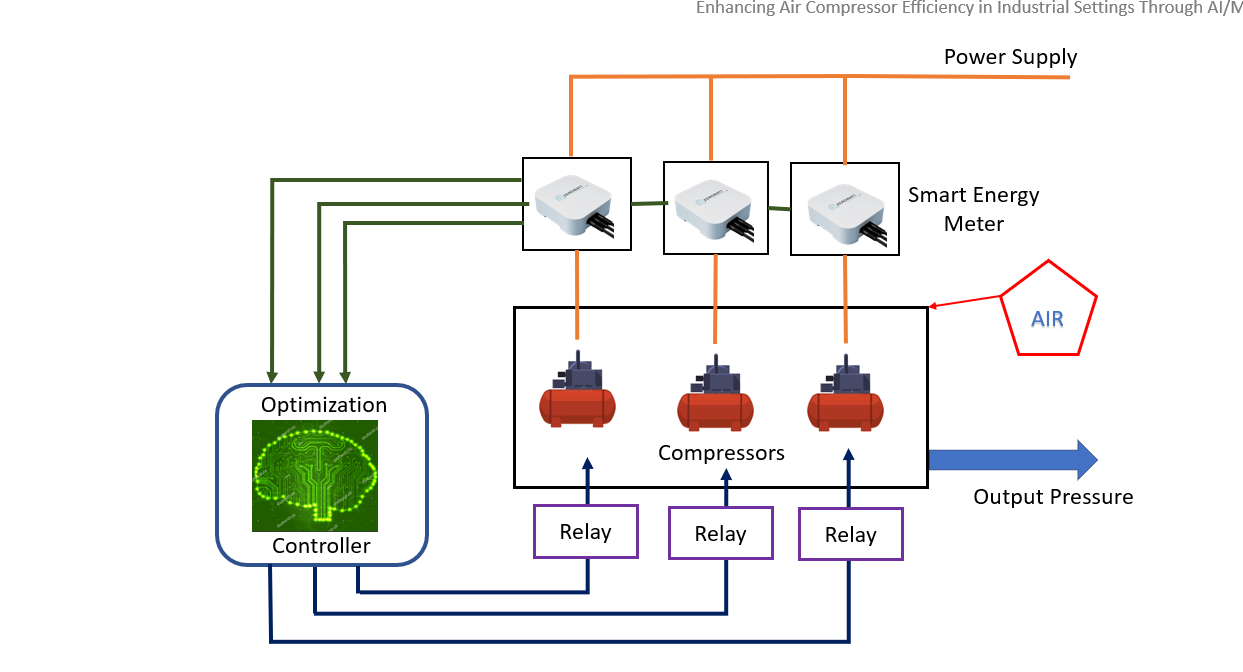 Enhancing Air Compressor Efficiency in Industrial Settings Through AI/M
Power Supply
Smart Energy
Meter
AIR
Optimization
Controller
Compressors
Output Pressure
Relay
Relay
Relay